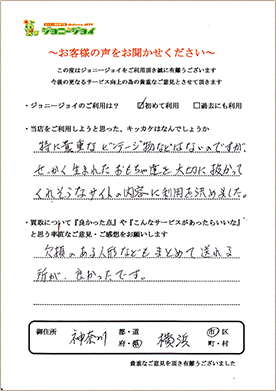 ジョニージョイ
～お客様の声をお聞かせください～
この度はジョニージョイをご利用頂き誠に有難うございます
今後の更なるサービス向上の為の貴重なご意見とさせて頂きます
・ジョニージョイのご利用は？ ☑初めて利用 □過去にも利用
・当店をご利用しようと思った、キッカケはなんでしょうか
特に貴重なビンテージ物などはないのですが、
せっかく生まれたおもちゃ達を大切に扱かって
くれそうなサイトの内容に利用を決めました。
・買取について『良かった点』や『こんなサービスがあったらいいな』
と思う率直なご意見・ご感想をお願いします
欠損のある人形などもまとめて送れる
所が、良かったです。
御住所 神奈川 都・道 府・県 横浜 市・区 町・村
貴重なご意見を頂き有難うございました